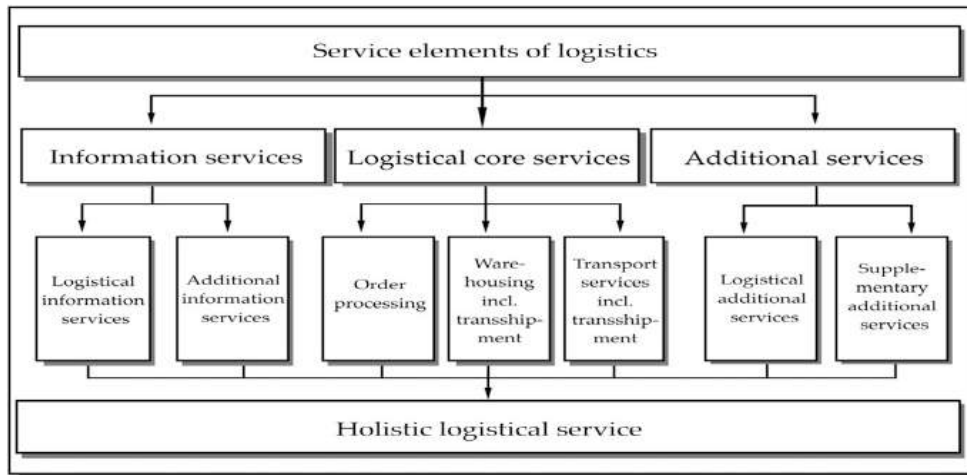 Service elements of logistics
Information services
Logistical core services
Additional services
Logistical
information
services
Additional
information
services
Order
processing
Ware-
housing
incl.
transship-
ment
Transport
services
incl.
transship-
ment
Logistical
additional
services
Supple-
mentary
additional
services
Holistic logistical service